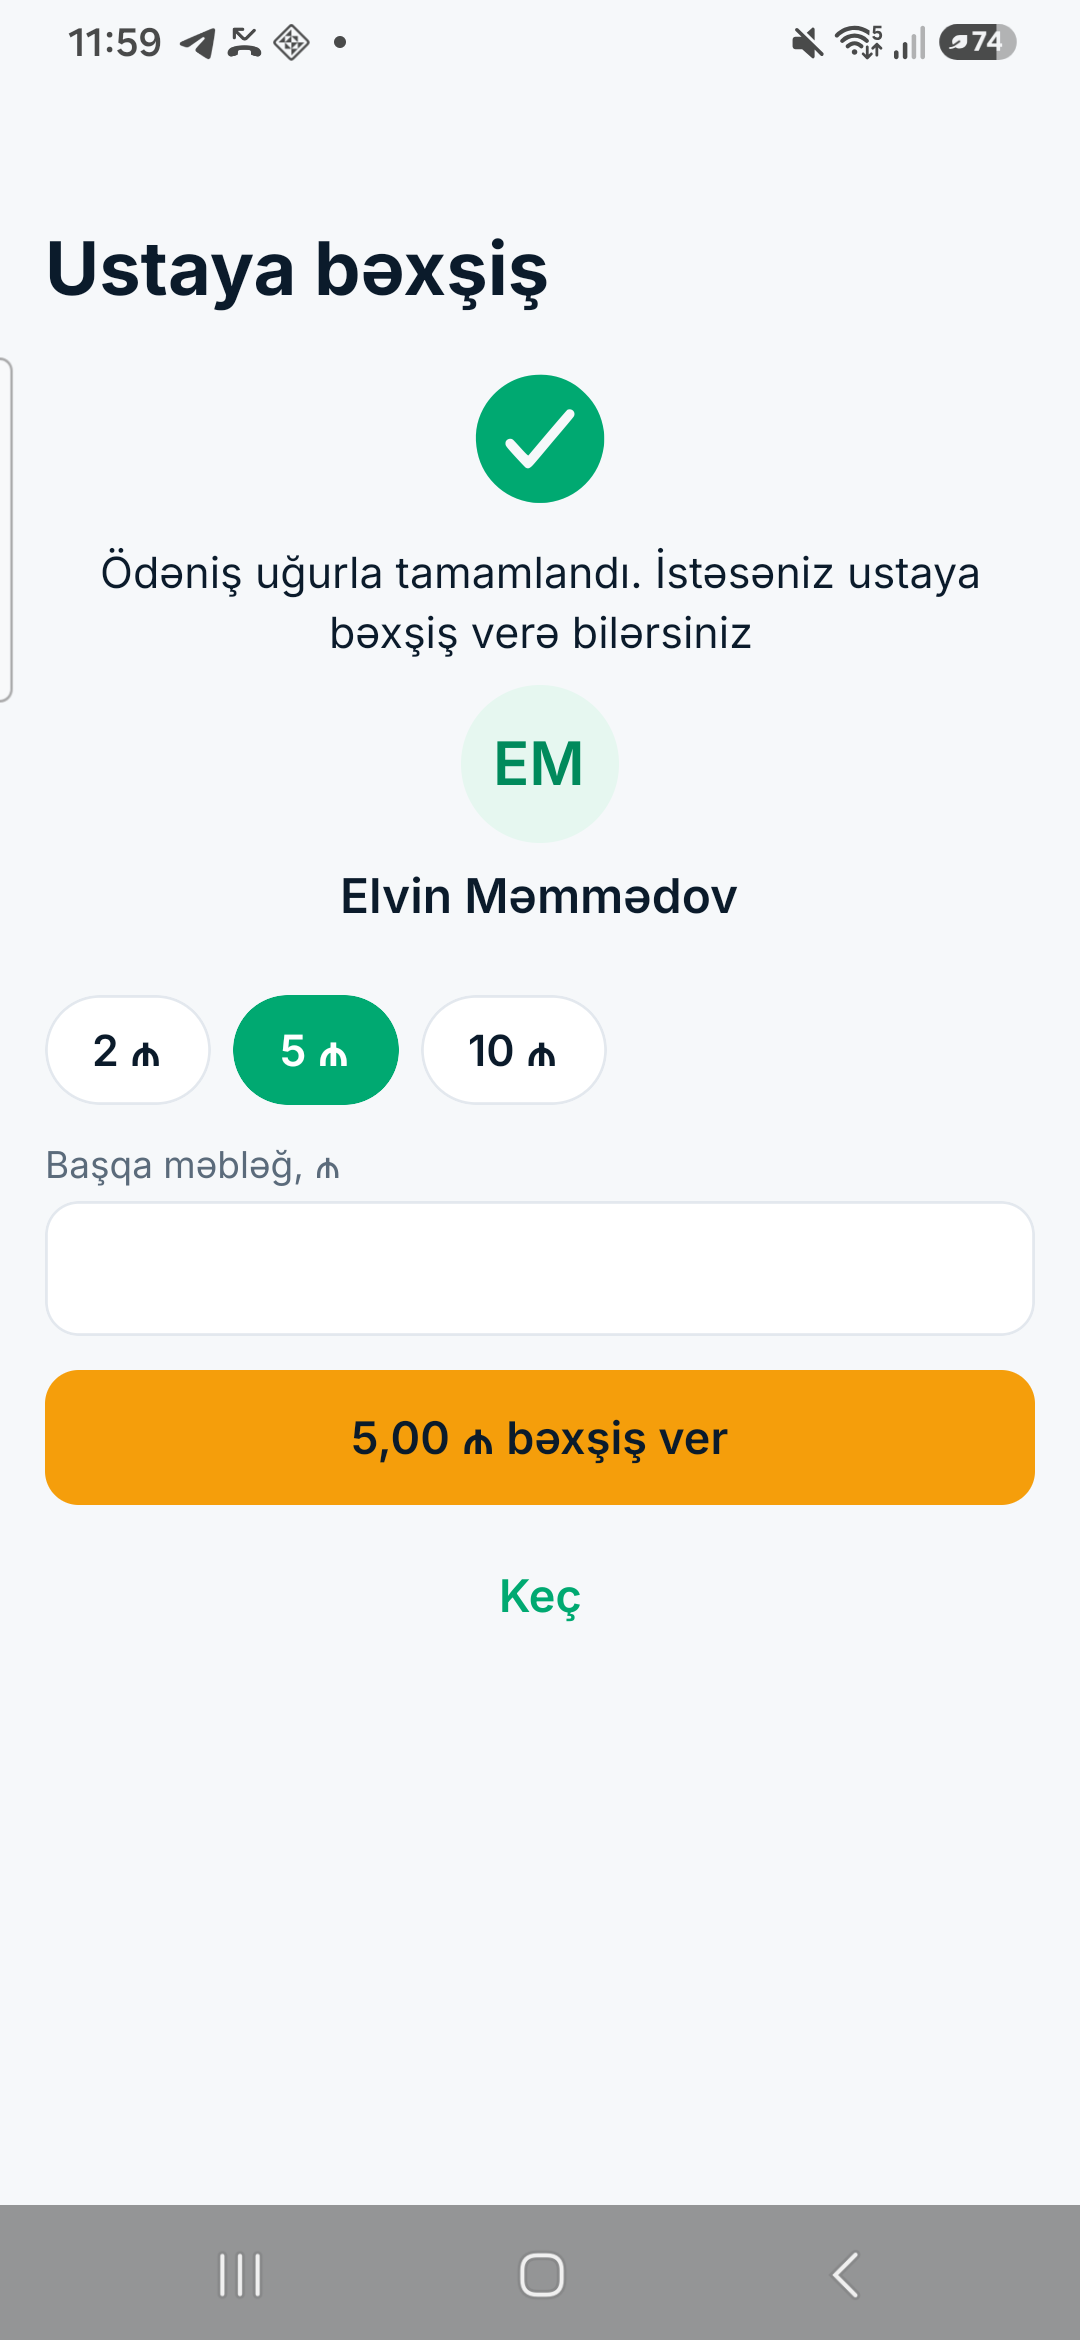 11:59
5
74
Ustaya bəxşiş
Ödəniş uğurla tamamlandı. İstəsəniz ustaya
bəxşiş verə bilərsiniz
EM
Elvin Məmmədov
2 ₼
5 ₼
10 ₼
Başqa məbləğ, ₼
5,00 ₼ bəxşiş ver
Keç